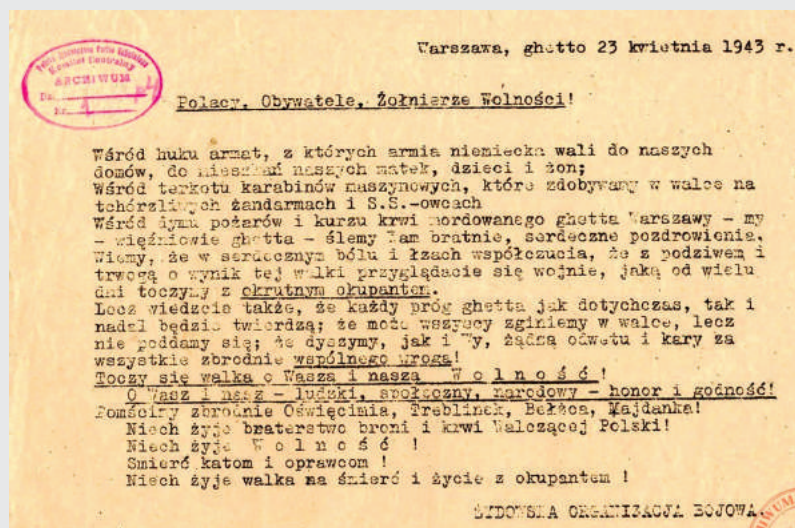 Warszawa, ghetto 23 kwietnia 1943 r.
Komitet Centralny
ARCHIWUM
Polacy, Obywatele, Żołnierze Wolności!
Wśród huku armat, z których armia niemiecka wali do naszych
domów, do mieszkań naszych matek, dzieci i żon;
Wśród terkotu karabinów maszynowych, które zdobywamy w walce na
tchórzliwych żandarmach i S.S.-owcach
Wśród dymu pożarów i kurzu krwi mordowanego ghetta Warszawy - my
- więźniowie ghetta - ślemy Wam bratnie, serdeczne pozdrowienia.
Wiemy, że w serdecznym bólu i łzach współczucia, że z podziwem i
trwogą o wynik tej walki przyglądacie się wojnie, jaką od wielu
dni toczymy z okrutnym okupantem.
Lecz wiedzcie także, że każdy próg ghetta jak dotychczas, tak i
nadal będzie twierdzą; że może wszyscy zginiemy w walce, lecz
nie poddamy się; że dyszymy, jak i Wy, żądzą odwetu i kary za
wszystkie zbrodnie wspólnego wroga!
Toczy się walka o Waszą i naszą W o l n o ś ć !
O Wasz i nasz - ludzki, społeczny, narodowy - honor i godność!
Pomścimy zbrodnie Oświęcimia, Treblinek, Bełżca, Majdanka!
Niech żyje braterstwo broni i krwi Walczącej Polski!
Niech żyje W o l n o ś ć !
Śmierć katom i oprawcom !
Niech żyje walka na śmierć i życie z okupantem !
ŻYDOWSKA ORGANIZACJA BOJOWA.